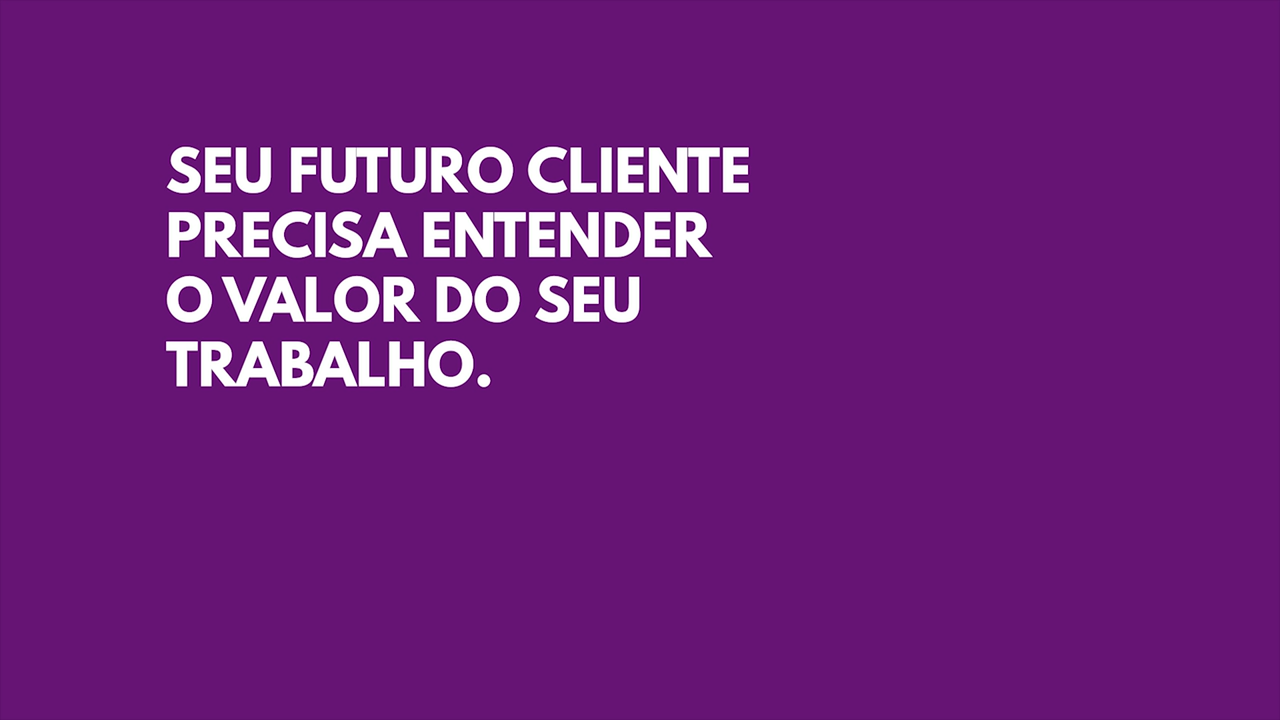 SEU FUTURO CLIENTE
PRECISA ENTENDER
O VALOR DO SEU
TRABALHO.